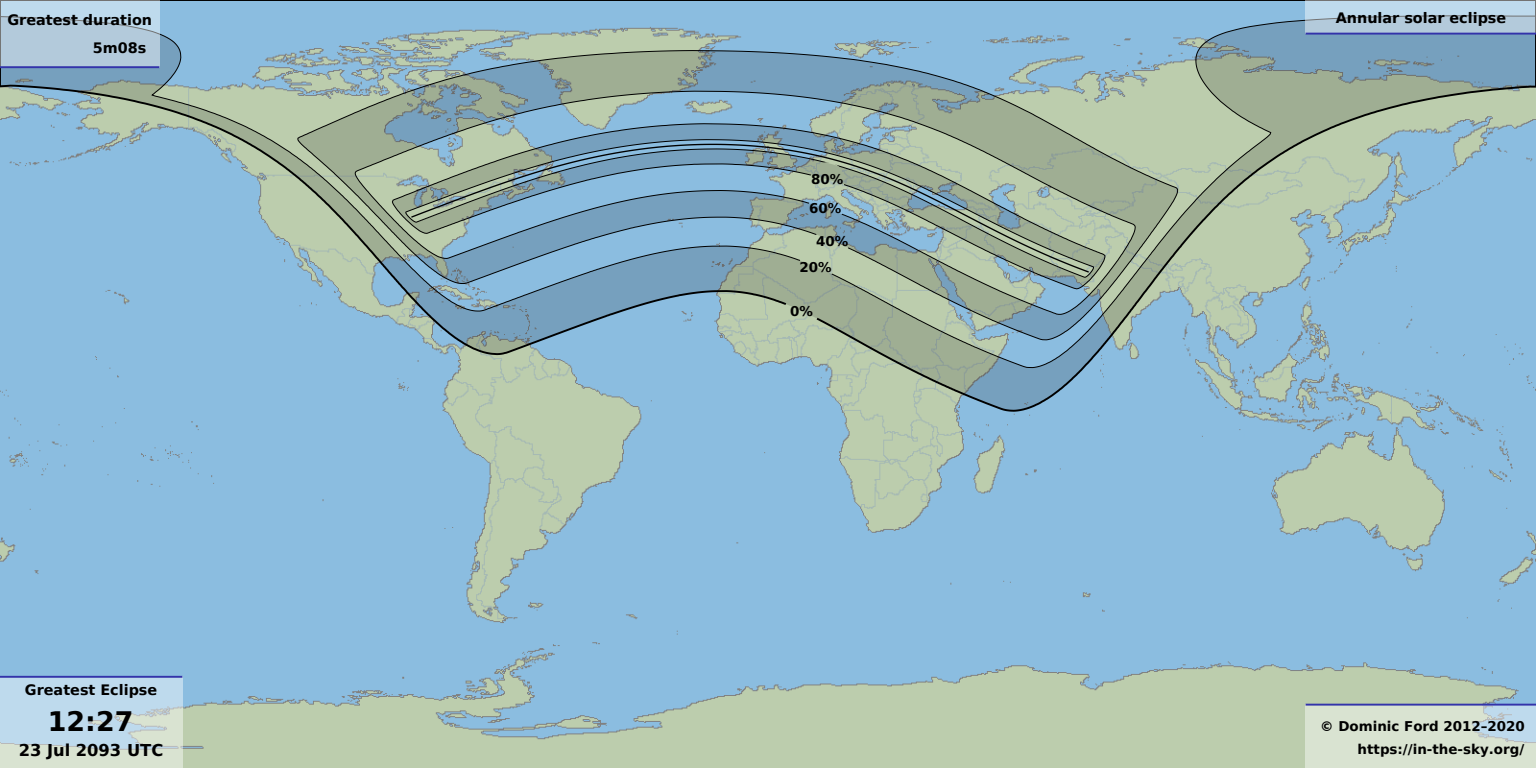 Greatest duration
5m08s
Annular solar eclipse
80%
60%
40%
20%
0%
Greatest Eclipse
12:27
23 Jul 2093 UTC
© Dominic Ford 2012–2020
https://in-the-sky.org/